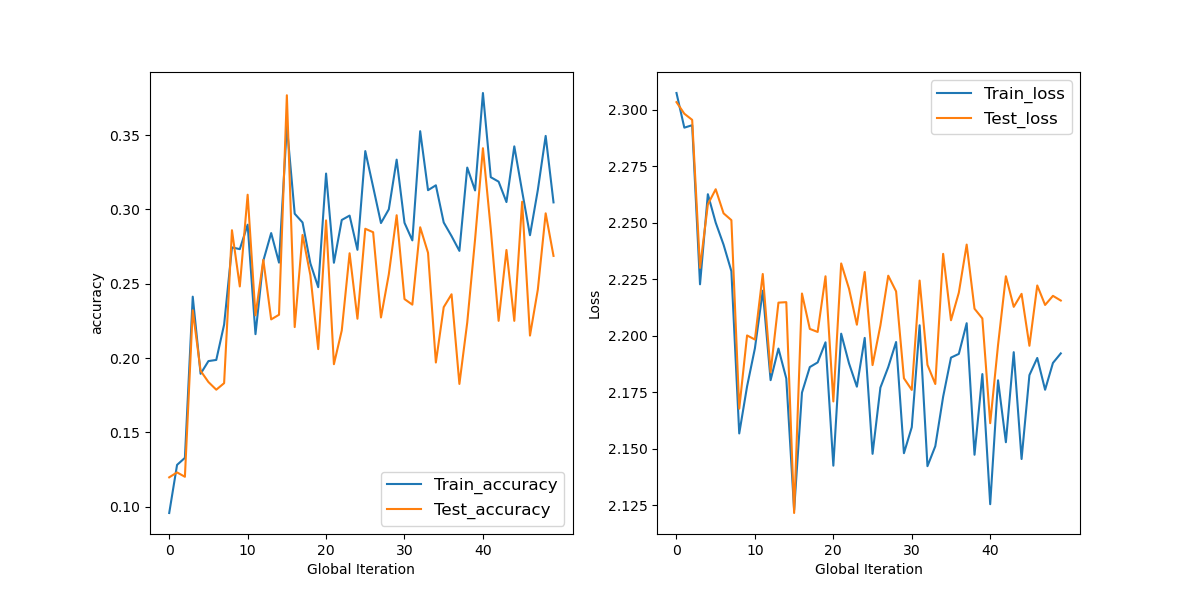 accuracy
0.35
0.30
0.25
0.20
0.15
0.10
0 10 20 30 40
Global Iteration
Train_accuracy
Test_accuracy
Loss
2.300
2.275
2.250
2.225
2.200
2.175
2.150
2.125
0 10 20 30 40
Global Iteration
Train_loss
Test_loss